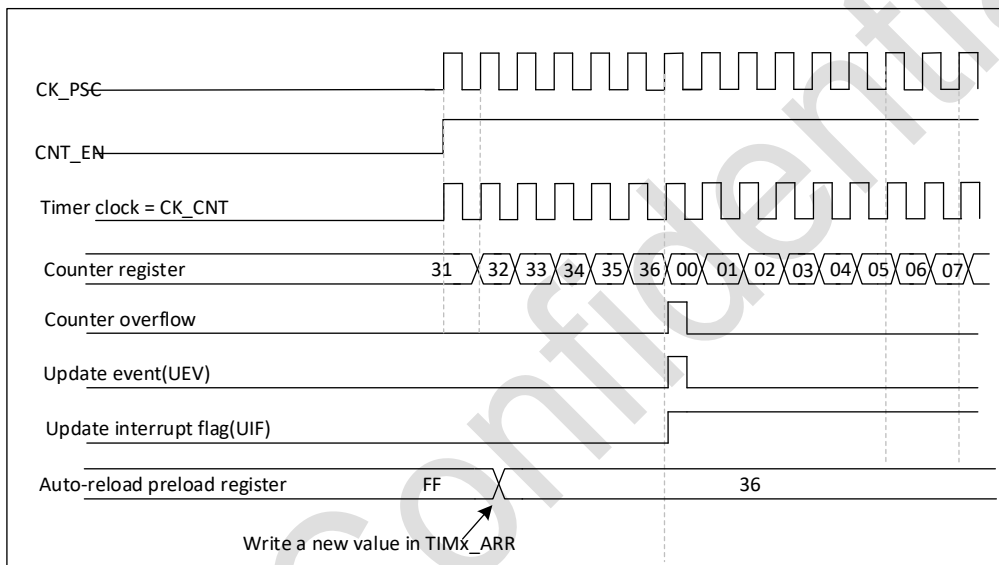 CK_PSC
CNT_EN
Timer clock = CK_CNT
Counter register 31 32 33 34 35 36 00 01 02 03 04 05 06 07
Counter overflow
Update event(UEV)
Update interrupt flag(UIF)
Auto-reload preload register FF 36
Write a new value in TIMx_ARR
Confidential